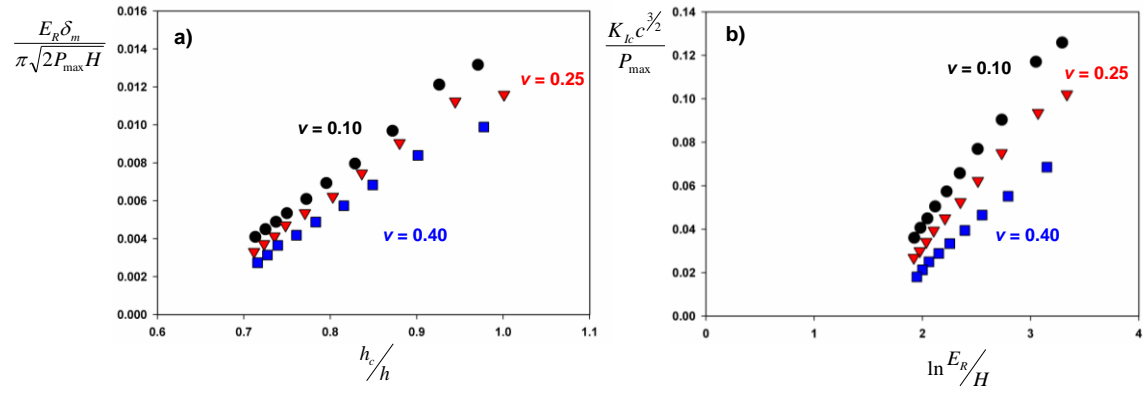 E_R δ_m / π√(2P_max H)
a)
0.016
0.014
0.012
0.010
0.008
0.006
0.004
0.002
0.000
v = 0.25
v = 0.10
v = 0.40
0.6 0.7 0.8 0.9 1.0 1.1
h_c/h
K_Ic c^3/2 / P_max
b)
0.14
0.12
0.10
0.08
0.06
0.04
0.02
0.00
v = 0.10
v = 0.25
v = 0.40
0 1 2 3 4
ln E_R/H